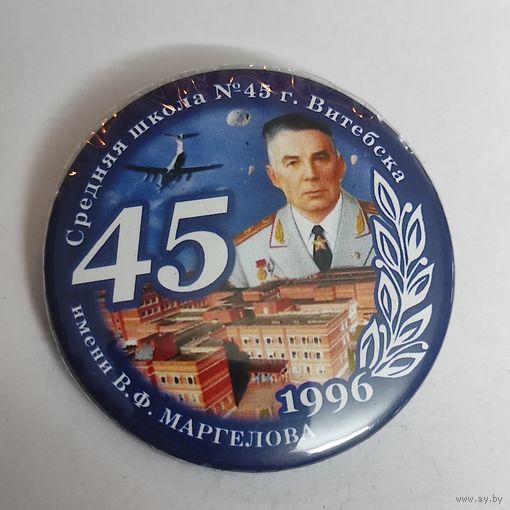 Средняя школа №45 г. Витебска
45
имени В.Ф. МАРГЕЛОВА
1996
www.ay.by